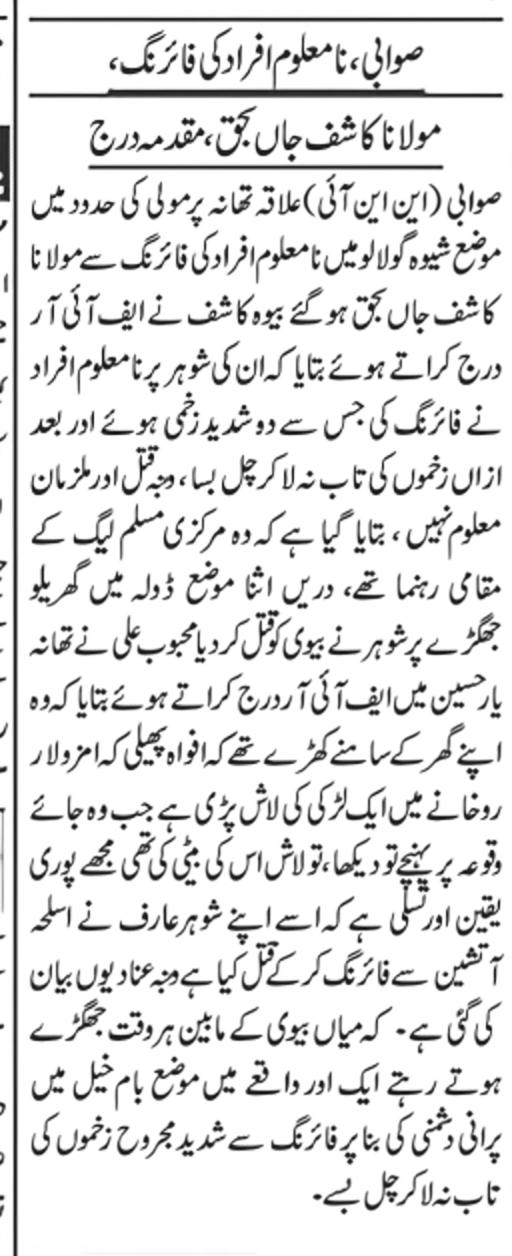 صوابی، نامعلوم افراد کی فائرنگ،
مولانا کاشف جاں بحق، مقدمہ درج
صوابی (این این آئی) علاقہ تھانہ پرمولی کی حدود میں
موضع شیوہ گولالو میں نامعلوم افراد کی فائرنگ سے مولانا
کاشف جاں بحق ہو گئے بیوہ کاشف نے ایف آئی آر
درج کراتے ہوئے بتایا کہ ان کی شوہر پر نامعلوم افراد
نے فائرنگ کی جس سے دو شدید زخمی ہوئے ادر بعد
ازاں زخموں کی تاب نہ لا کر چل بسا، وجہ قتل ادر ملزمان
معلوم نہیں، بتایا گیا ہے کہ دہ مرکزی مسلم لیگ کے
مقامی رہنما تھے، دریں اثنا موضع ڈولہ میں گھریلو
جھگڑے پر شوہر نے بیوی کو قتل کر دیا محبوب علی نے تھانہ
یار حسین میں ایف آئی آر درج کراتے ہوئے بتایا کہ وہ
اپنے گھر کے سامنے کھڑے تھے کہ افواہ پھیلی کہ امزولار
روخانے میں ایک لڑکی کی لاش پڑی ہے جب وہ جائے
وقوعہ پر پہنچے تو دیکھا، تو لاش اس کی بیٹی کی تھی مجھے پوری
یقین اور تسلی ہے کہ اسے اپنے شوہر عارف نے اسلحہ
آتشین سے فائرنگ کر کے قتل کیا ہے وجہ عناد یوں بیان
کی گئی ہے۔ کہ میاں بیوی کے مابین ہر وقت جھگڑے
ہوتے رہتے ایک اور واقعے میں موضع بام خیل میں
پرانی دشمنی کی بنا پر فائرنگ سے شدید مجروح زخموں کی
تاب نہ لا کر چل بسے۔